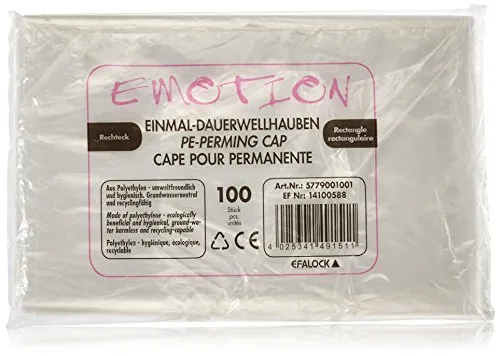 EMOTION
EINMAL-DAUERWELLHAUBEN
PE-PERMING CAP
CAPE POUR PERMANENTE
Rechteck
Rectangle
rectangulaire
Aus Polyethylen - umweltfreundlich
und hygienisch, Grundwasserneutral
und recyclingfähig
Made of polyethylene - ecologically
beneficial and hygienical, ground-wa-
ter harmless and recycling-capable
Polyethylen - hygiénique, écologique,
recyclable
100
Stück
pcs.
unités
CE
Art.Nr.: 5779001001
EF Nr: 14100588
4 025341 491511
EFALOCK